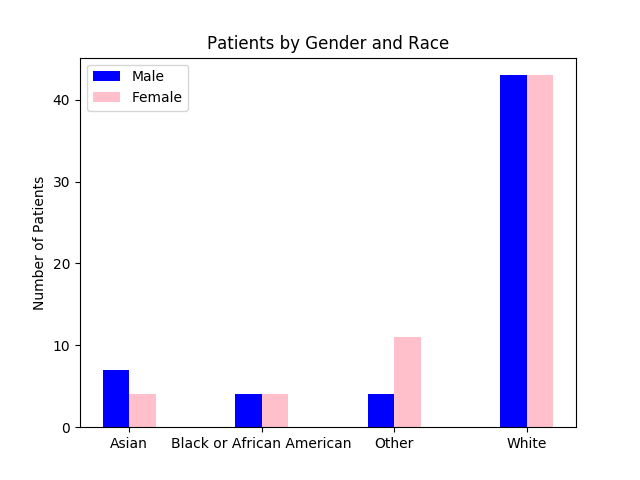 Patients by Gender and Race
Male
Female
Number of Patients
40
30
20
10
0
Asian
Black or African American
Other
White